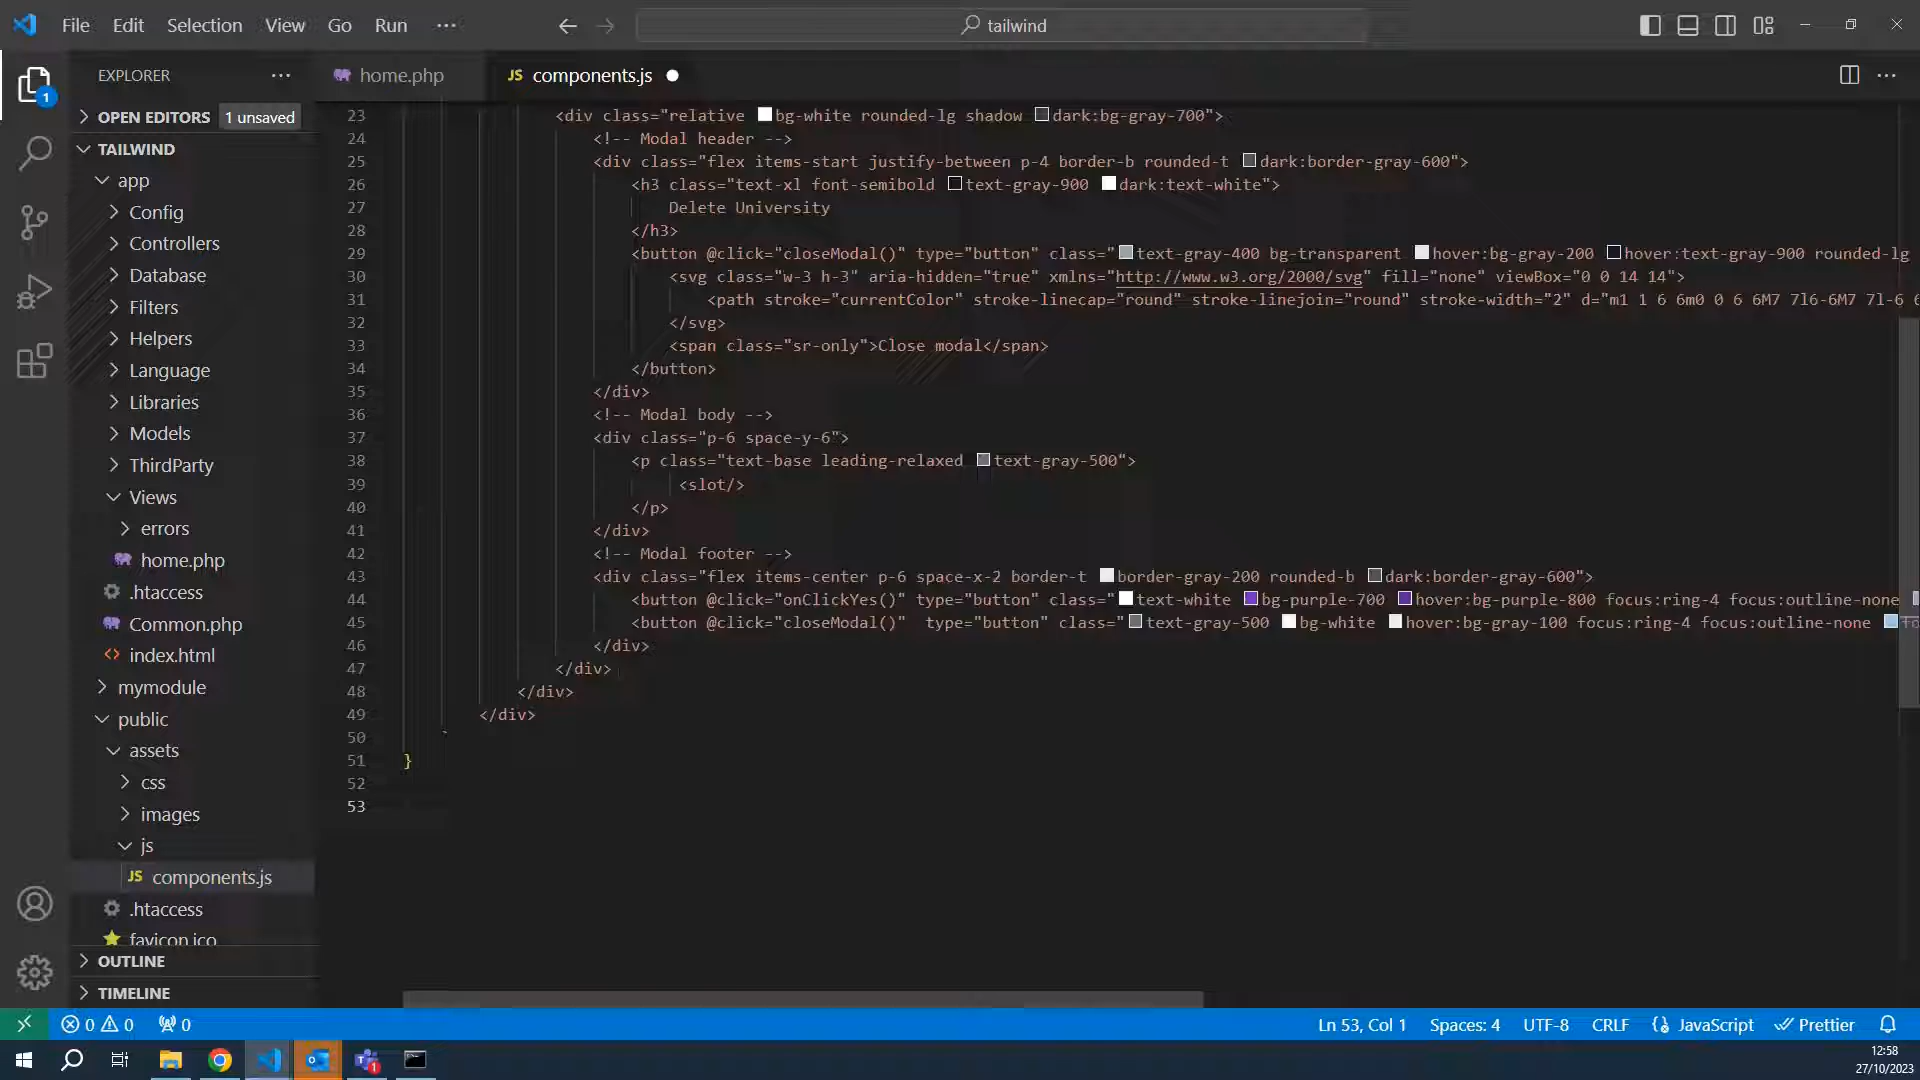 File Edit Selection View Go Run ··· tailwind
EXPLORER ···
home.php
JS components.js
OPEN EDITORS 1 unsaved
TAILWIND
app
Config
Controllers
Database
Filters
Helpers
Language
Libraries
Models
ThirdParty
Views
errors
home.php
.htaccess
Common.php
index.html
mymodule
public
assets
css
images
js
JS components.js
.htaccess
favicon.ico
OUTLINE
TIMELINE
23 <div class="relative bg-white rounded-lg shadow dark:bg-gray-700">
24 <!-- Modal header -->
25 <div class="flex items-start justify-between p-4 border-b rounded-t dark:border-gray-600">
26 <h3 class="text-xl font-semibold text-gray-900 dark:text-white">
27 Delete University
28 </h3>
29 <button @click="closeModal()" type="button" class="text-gray-400 bg-transparent hover:bg-gray-200 hover:text-gray-900 rounded-lg
30 <svg class="w-3 h-3" aria-hidden="true" xmlns="http://www.w3.org/2000/svg" fill="none" viewBox="0 0 14 14">
31 <path stroke="currentColor" stroke-linecap="round" stroke-linejoin="round" stroke-width="2" d="m1 1 6 6m0 0 6 6M7 7l6-6M7 7l-6 6
32 </svg>
33 <span class="sr-only">Close modal</span>
34 </button>
35 </div>
36 <!-- Modal body -->
37 <div class="p-6 space-y-6">
38 <p class="text-base leading-relaxed text-gray-500">
39 <slot/>
40 </p>
41 </div>
42 <!-- Modal footer -->
43 <div class="flex items-center p-6 space-x-2 border-t border-gray-200 rounded-b dark:border-gray-600">
44 <button @click="onClickYes()" type="button" class="text-white bg-purple-700 hover:bg-purple-800 focus:ring-4 focus:outline-none
45 <button @click="closeModal()"  type="button" class="text-gray-500 bg-white hover:bg-gray-100 focus:ring-4 focus:outline-none fo
46 </div>
47 </div>
48 </div>
49 </div>
50 `
51 }
52
53
0 0 0 Ln 53, Col 1 Spaces: 4 UTF-8 CRLF JavaScript Prettier
12:58
27/10/2023